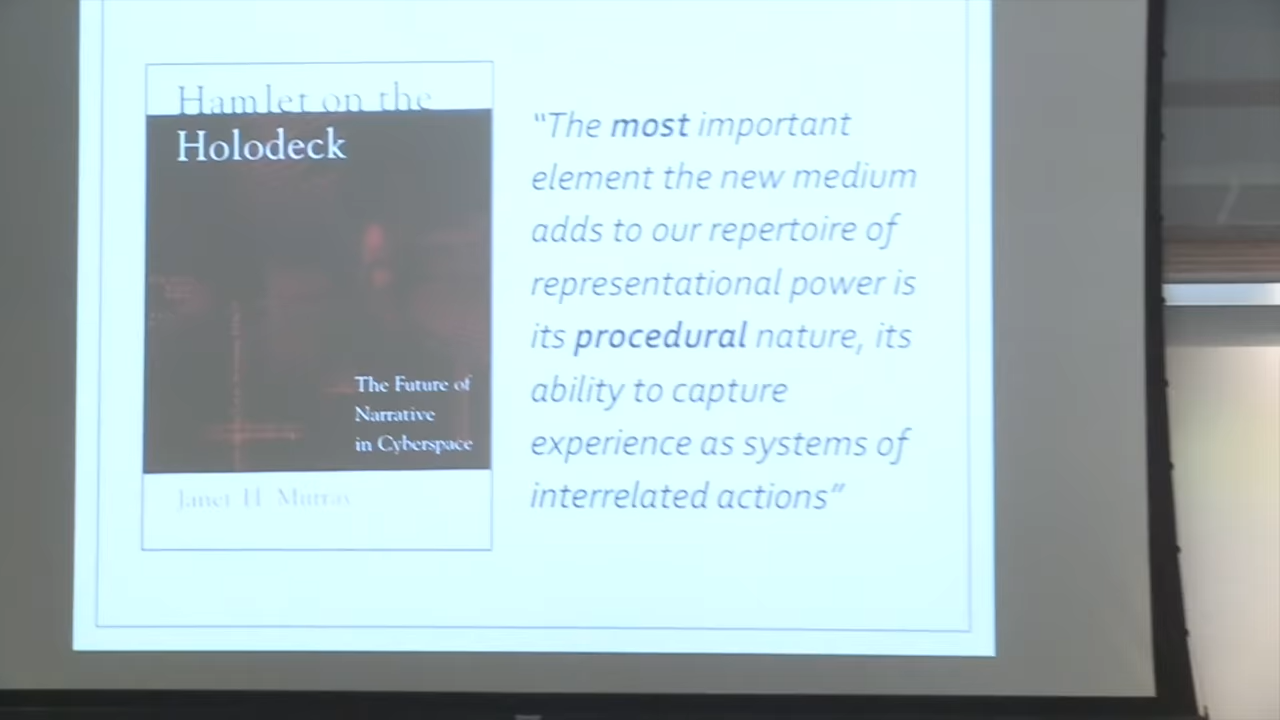 Hamlet on the
Holodeck
The Future of
Narrative
in Cyberspace
Janet H. Murray
"The most important
element the new medium
adds to our repertoire of
representational power is
its procedural nature, its
ability to capture
experience as systems of
interrelated actions”